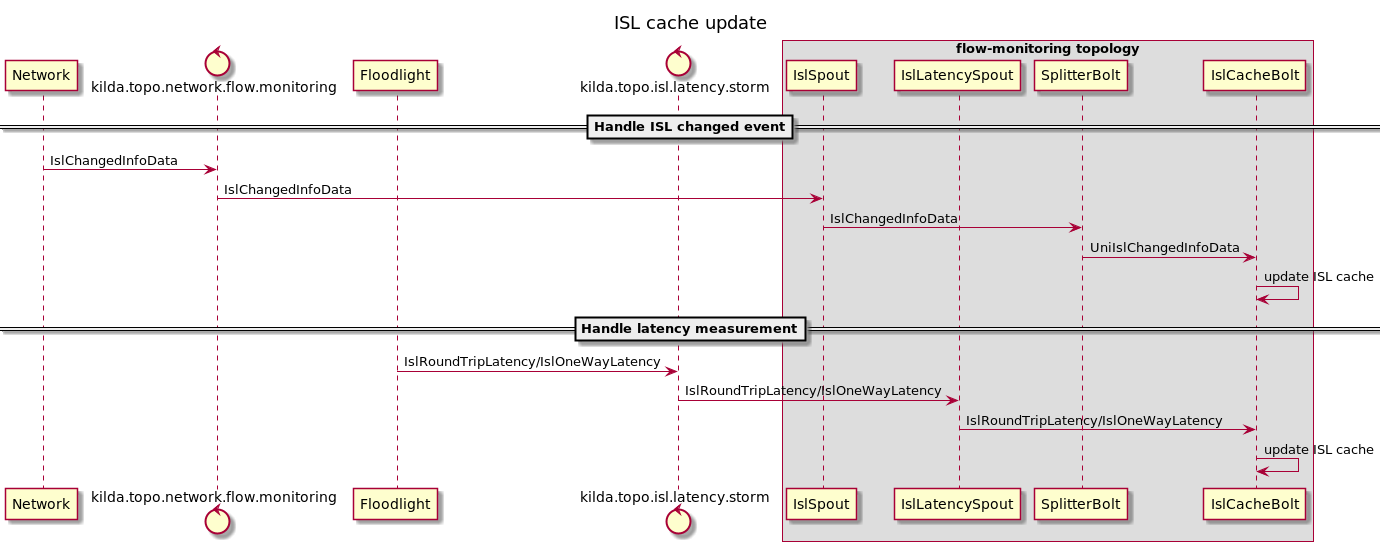 ISL cache update
flow-monitoring topology
Network
kilda.topo.network.flow.monitoring
Floodlight
kilda.topo.isl.latency.storm
IslSpout
IslLatencySpout
SplitterBolt
IslCacheBolt
Handle ISL changed event
IslChangedInfoData
IslChangedInfoData
IslChangedInfoData
UniIslChangedInfoData
update ISL cache
Handle latency measurement
IslRoundTripLatency/IslOneWayLatency
IslRoundTripLatency/IslOneWayLatency
IslRoundTripLatency/IslOneWayLatency
update ISL cache
Network
kilda.topo.network.flow.monitoring
Floodlight
kilda.topo.isl.latency.storm
IslSpout
IslLatencySpout
SplitterBolt
IslCacheBolt